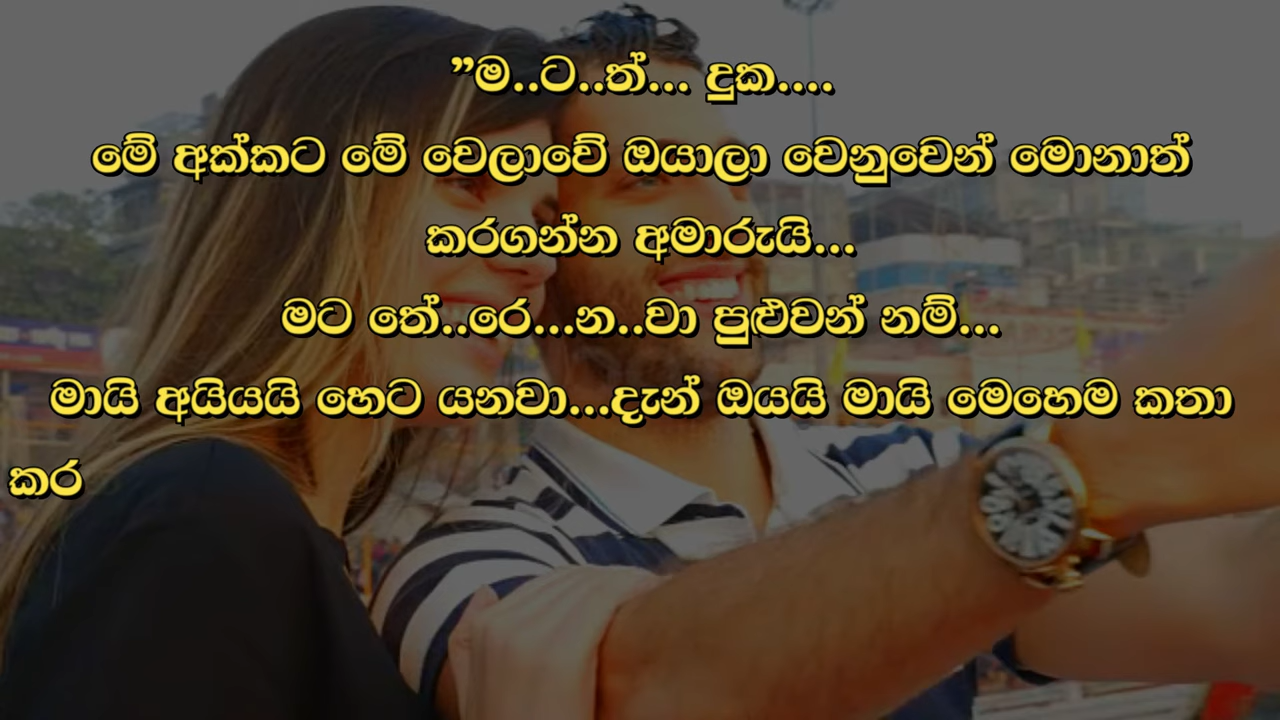 ”ම..ට..ත්... දුක....
මේ අක්කට මේ වෙලාවේ ඔයාලා වෙනුවෙන් මොනාත්
කරගන්න අමාරුයි...
මට තේ..රෙ...න..වා පුළුවන් නම්...
මායි අයියයි හෙට යනවා...දැන් ඔයයි මායි මෙහෙම කතා
කර